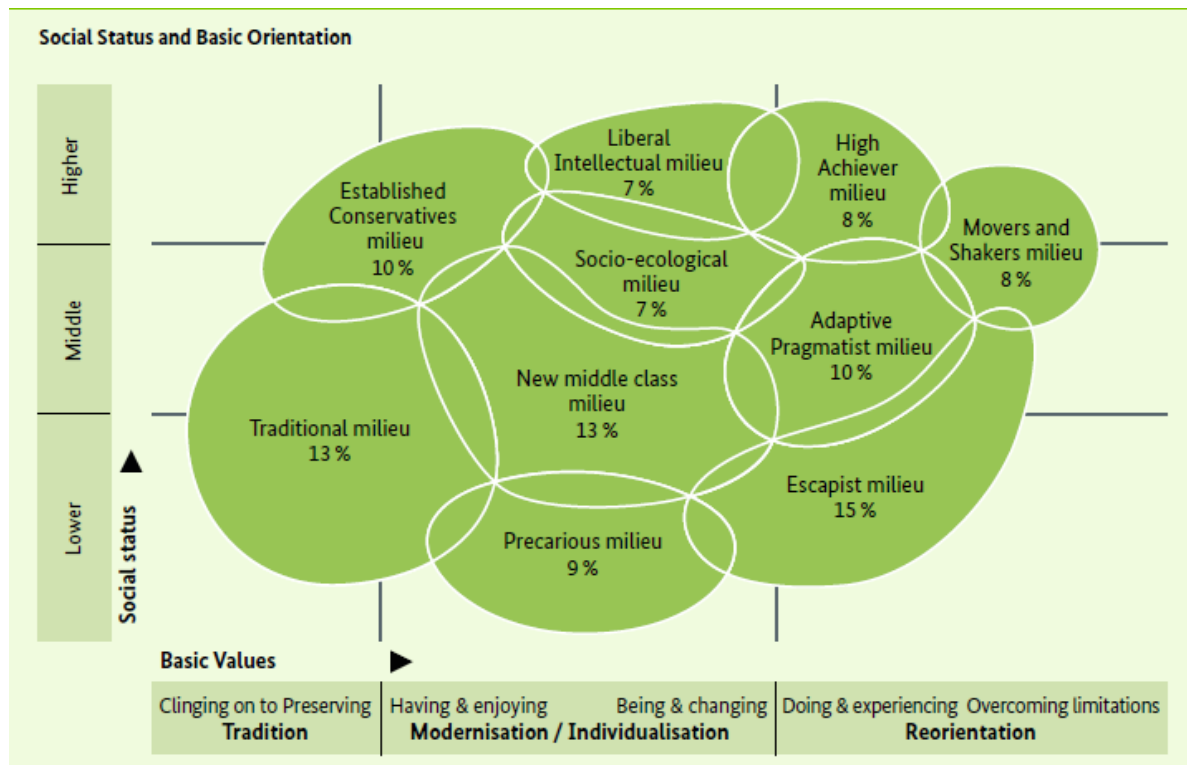 Social Status and Basic Orientation
Higher
Middle
Lower
Social status
Established
Conservatives
milieu
10 %
Liberal
Intellectual milieu
7 %
High
Achiever
milieu
8 %
Movers and
Shakers milieu
8 %
Socio-ecological
milieu
7 %
Adaptive
Pragmatist milieu
10 %
New middle class
milieu
13 %
Traditional milieu
13 %
Escapist milieu
15 %
Precarious milieu
9 %
Basic Values
Clinging on to Preserving
Tradition
Having & enjoying
Being & changing
Modernisation / Individualisation
Doing & experiencing Overcoming limitations
Reorientation